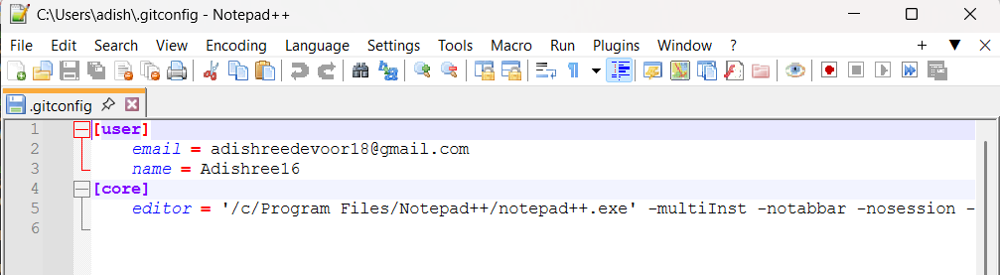 C:\Users\adish\.gitconfig - Notepad++
File Edit Search View Encoding Language Settings Tools Macro Run Plugins Window ?
.gitconfig
1 [user]
2 email = adishreedevoor18@gmail.com
3 name = Adishree16
4 [core]
5 editor = '/c/Program Files/Notepad++/notepad++.exe' -multiInst -notabbar -nosession -
6